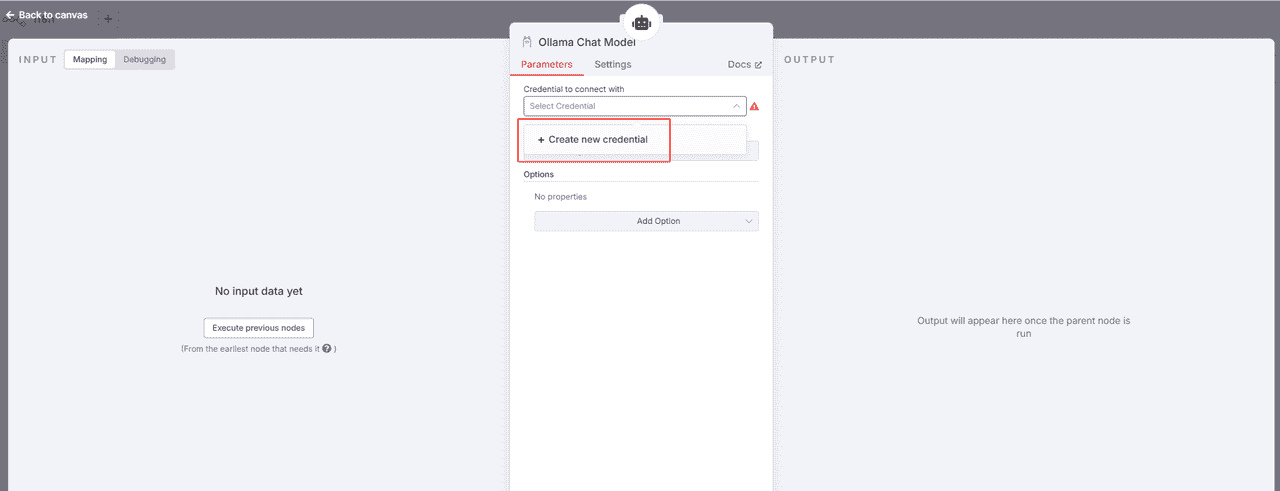 Back to canvas
INPUT
Mapping
Debugging
Ollama Chat Model
Parameters
Settings
Docs
OUTPUT
Credential to connect with
Select Credential
+ Create new credential
Options
No properties
Add Option
No input data yet
Execute previous nodes
(From the earliest node that needs it ? )
Output will appear here once the parent node is
run